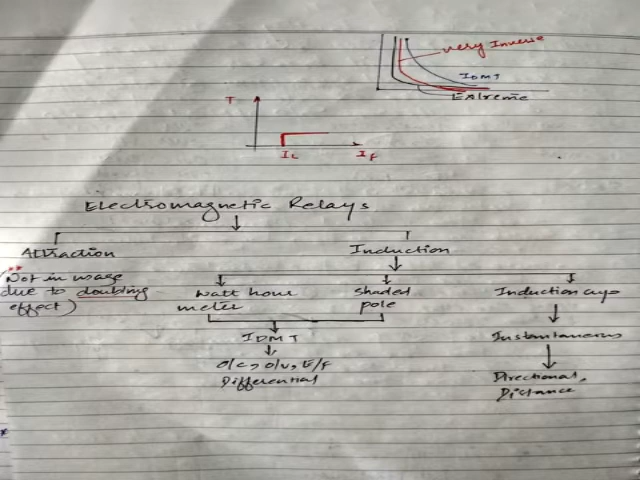 very Inverse
IDMT
Extreme
T
IL
IF
Electromagnetic Relays
Attraction
Induction
Not in usage
due to doubling
effect)
Watt hour
meter
Shaded
pole
Induction cup
IDMT
Instantaneous
O/C, O/V, E/F
Differential
Directional,
Distance